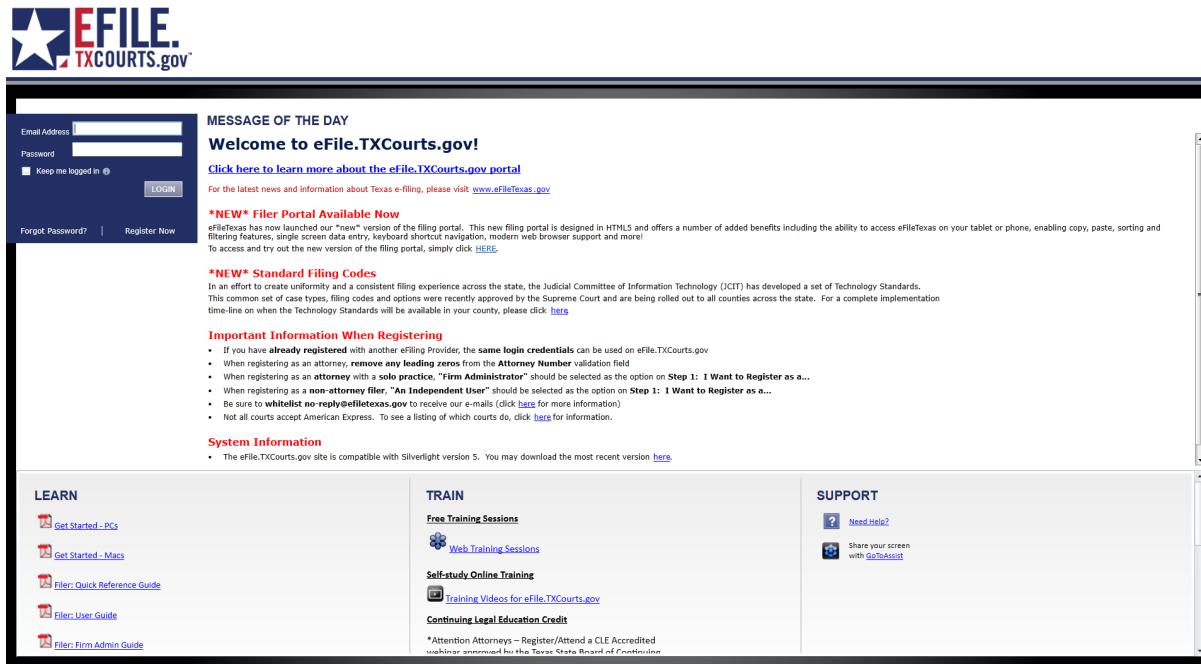 EFILE.
TXCOURTS.gov™
Email Address
Password
Keep me logged in
LOGIN
Forgot Password? | Register Now
MESSAGE OF THE DAY
Welcome to eFile.TXCourts.gov!
Click here to learn more about the eFile.TXCourts.gov portal
For the latest news and information about Texas e-filing, please visit www.eFileTexas.gov
*NEW* Filer Portal Available Now
eFileTexas has now launched our *new* version of the filing portal. This new filing portal is designed in HTML5 and offers a number of added benefits including the ability to access eFileTexas on your tablet or phone, enabling copy, paste, sorting and
filtering features, single screen data entry, keyboard shortcut navigation, modern web browser support and more!
To access and try out the new version of the filing portal, simply click HERE.
*NEW* Standard Filing Codes
In an effort to create uniformity and a consistent filing experience across the state, the Judicial Committee of Information Technology (JCIT) has developed a set of Technology Standards.
This common set of case types, filing codes and options were recently approved by the Supreme Court and are being rolled out to all counties across the state. For a complete implementation
time-line on when the Technology Standards will be available in your county, please click here
Important Information When Registering
• If you have already registered with another eFiling Provider, the same login credentials can be used on eFile.TXCourts.gov
• When registering as an attorney, remove any leading zeros from the Attorney Number validation field
• When registering as an attorney with a solo practice, "Firm Administrator" should be selected as the option on Step 1: I Want to Register as a...
• When registering as a non-attorney filer, "An Independent User" should be selected as the option on Step 1: I Want to Register as a...
• Be sure to whitelist no-reply@efiletexas.gov to receive our e-mails (click here for more information)
• Not all courts accept American Express. To see a listing of which courts do, click here for information.
System Information
• The eFile.TXCourts.gov site is compatible with Silverlight version 5. You may download the most recent version here.
LEARN
Get Started - PCs
Get Started - Macs
Filer: Quick Reference Guide
Filer: User Guide
Filer: Firm Admin Guide
TRAIN
Free Training Sessions
Web Training Sessions
Self-study Online Training
Training Videos for eFile.TXCourts.gov
Continuing Legal Education Credit
*Attention Attorneys – Register/Attend a CLE Accredited
webinar approved by the Texas State Board of Continuing
SUPPORT
Need Help?
Share your screen
with GoToAssist